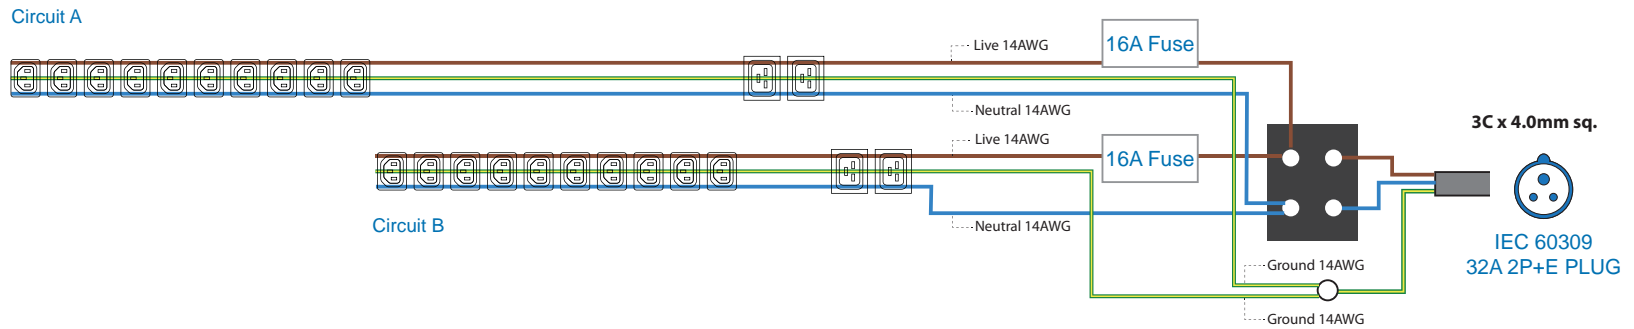 Circuit A
Live 14AWG
16A Fuse
Neutral 14AWG
3C x 4.0mm sq.
Live 14AWG
16A Fuse
Circuit B
Neutral 14AWG
IEC 60309
32A 2P+E PLUG
Ground 14AWG
Ground 14AWG